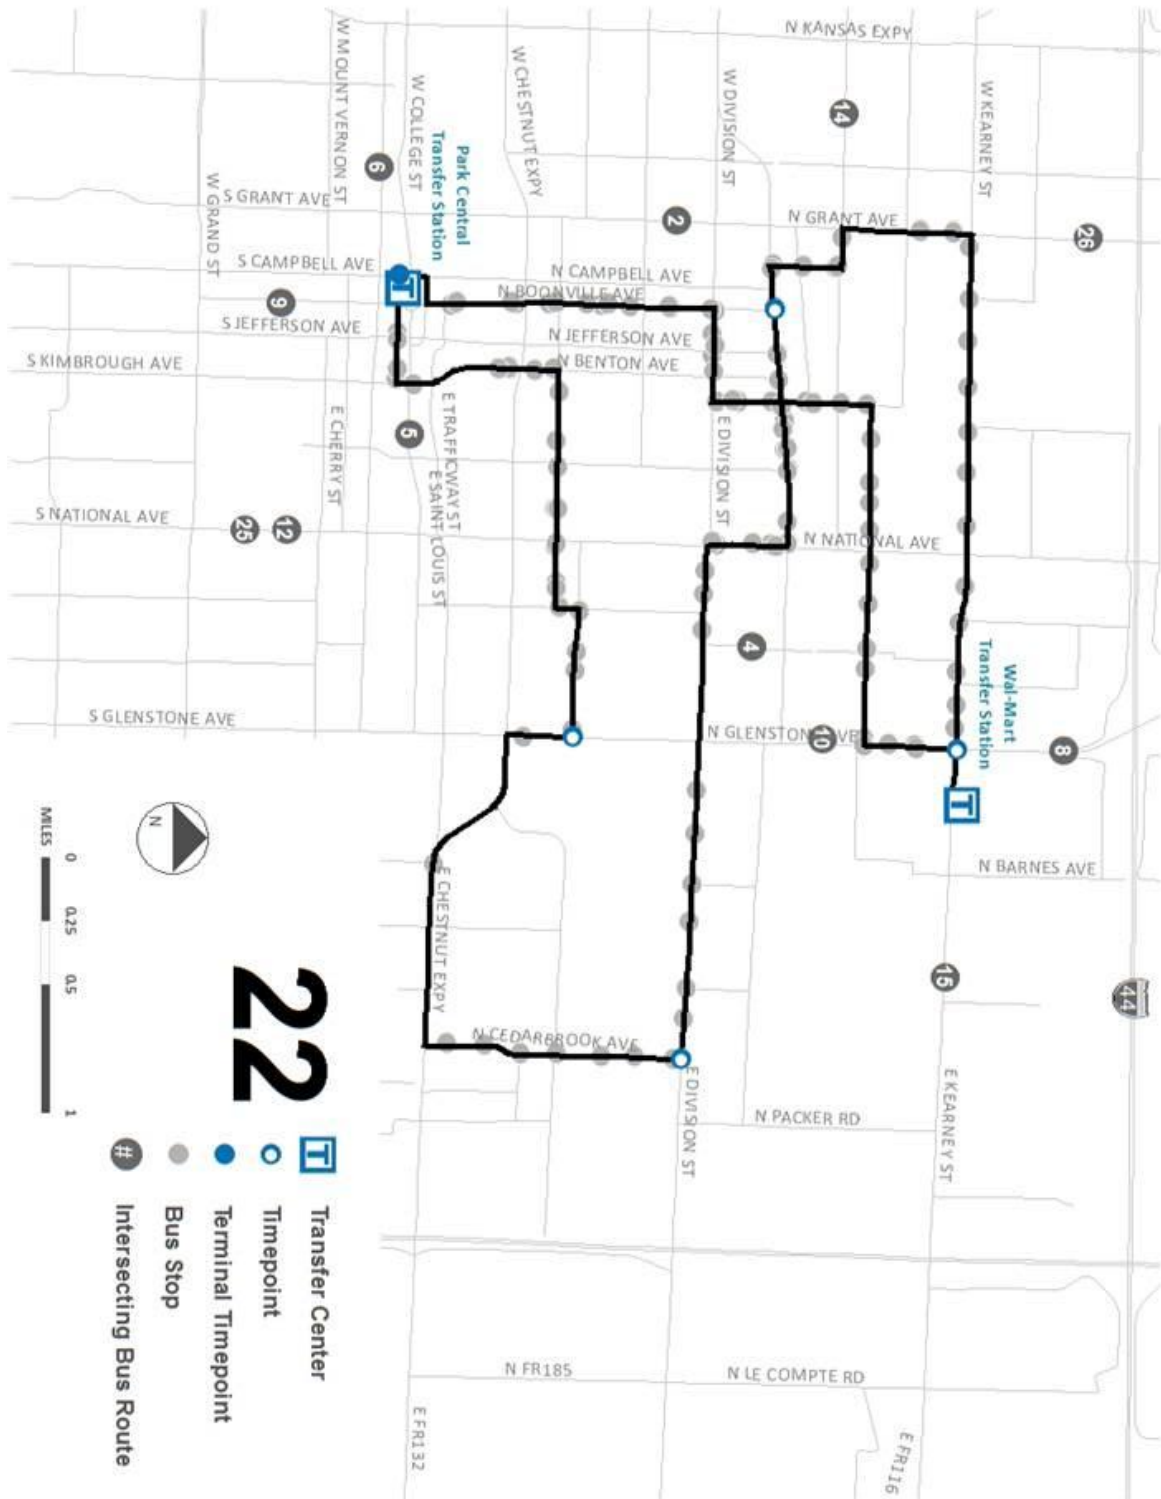 N KANSAS EXPY
W MOUNT VERNON ST
W COLLEGE ST
W CHESTNUT EXPY
W DIVISION ST
W KEARNEY ST
W GRAND ST
14
6
2
26
Park Central
Transfer Station
S GRANT AVE
N GRANT AVE
S CAMPBELL AVE
N CAMPBELL AVE
T
N BOONVILLE AVE
9
S JEFFERSON AVE
N JEFFERSON AVE
S KIMBROUGH AVE
N BENTON AVE
E CHERRY ST
5
E TRAFFICWAY ST
E SAINT LOUIS ST
E DIVISION ST
S NATIONAL AVE
25
12
N NATIONAL AVE
4
Wal-Mart
Transfer Station
S GLENSTONE AVE
N GLENSTONE AVE
10
8
T
N BARNES AVE
E CHESTNUT EXPY
15
44
N CEDARBROOK AVE
E DIVISION ST
E KEARNEY ST
N PACKER RD
N FR185
N LE COMPTE RD
E FR132
E FR116
N
MILES
0 0.25 0.5 1
22
T Transfer Center
Timepoint
Terminal Timepoint
Bus Stop
# Intersecting Bus Route